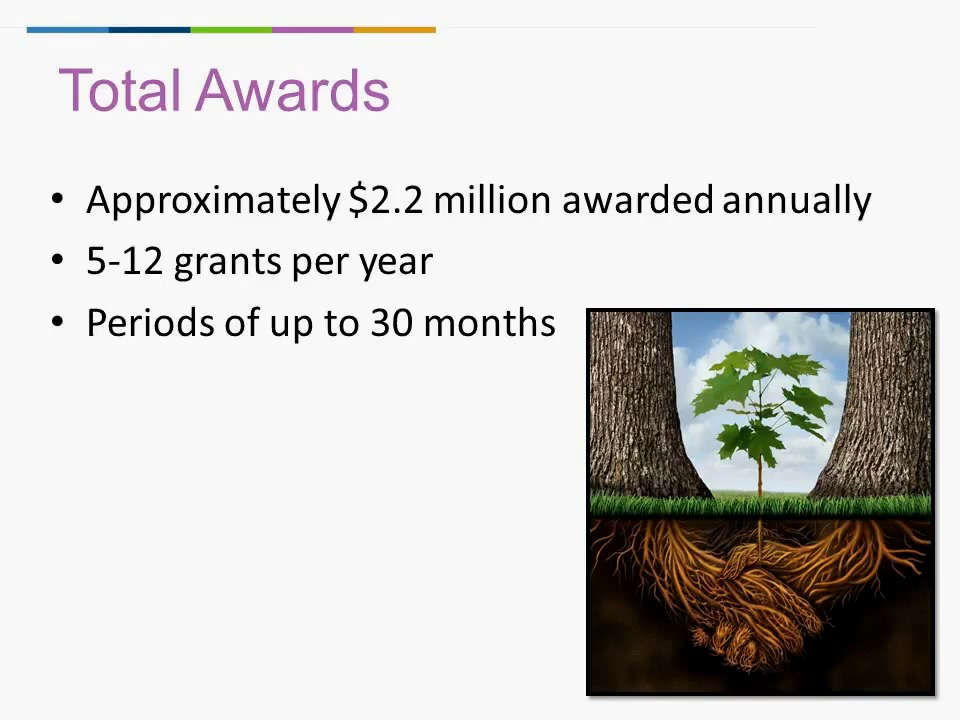 Total Awards
• Approximately $2.2 million awarded annually
• 5-12 grants per year
• Periods of up to 30 months